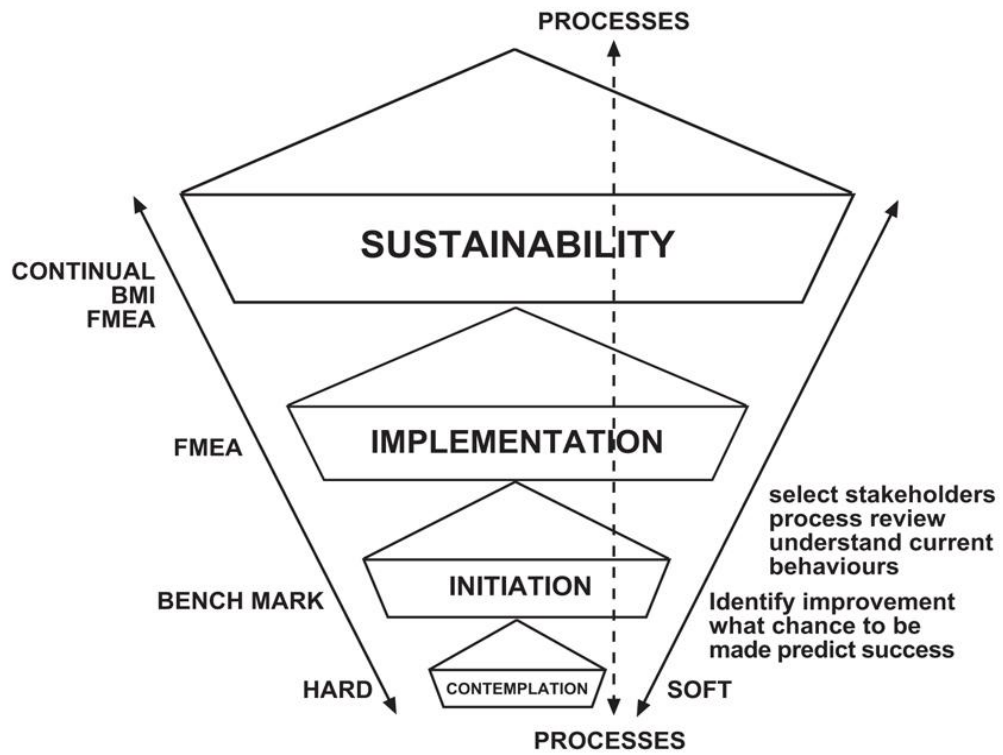 PROCESSES
SUSTAINABILITY
CONTINUAL
BMI
FMEA
IMPLEMENTATION
FMEA
select stakeholders
process review
understand current
behaviours
INITIATION
BENCH MARK
Identify improvement
what chance to be
made predict success
HARD
CONTEMPLATION
SOFT
PROCESSES